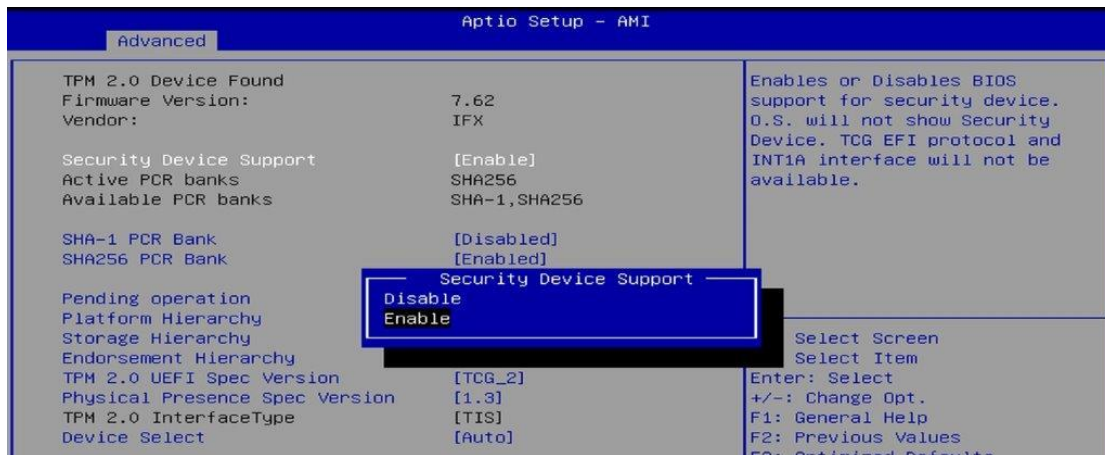 Aptio Setup - AMI
Advanced
TPM 2.0 Device Found
Firmware Version: 7.62
Vendor: IFX
Security Device Support [Enable]
Active PCR banks SHA256
Available PCR banks SHA-1,SHA256
SHA-1 PCR Bank [Disabled]
SHA256 PCR Bank [Enabled]
Pending operation
Platform Hierarchy
Storage Hierarchy
Endorsement Hierarchy
TPM 2.0 UEFI Spec Version [TCG_2]
Physical Presence Spec Version [1.3]
TPM 2.0 InterfaceType [TIS]
Device Select [Auto]
Security Device Support
Disable
Enable
Enables or Disables BIOS
support for security device.
O.S. will not show Security
Device. TCG EFI protocol and
INT1A interface will not be
available.
Select Screen
Select Item
Enter: Select
+/-: Change Opt.
F1: General Help
F2: Previous Values
F3: Optimized Defaults